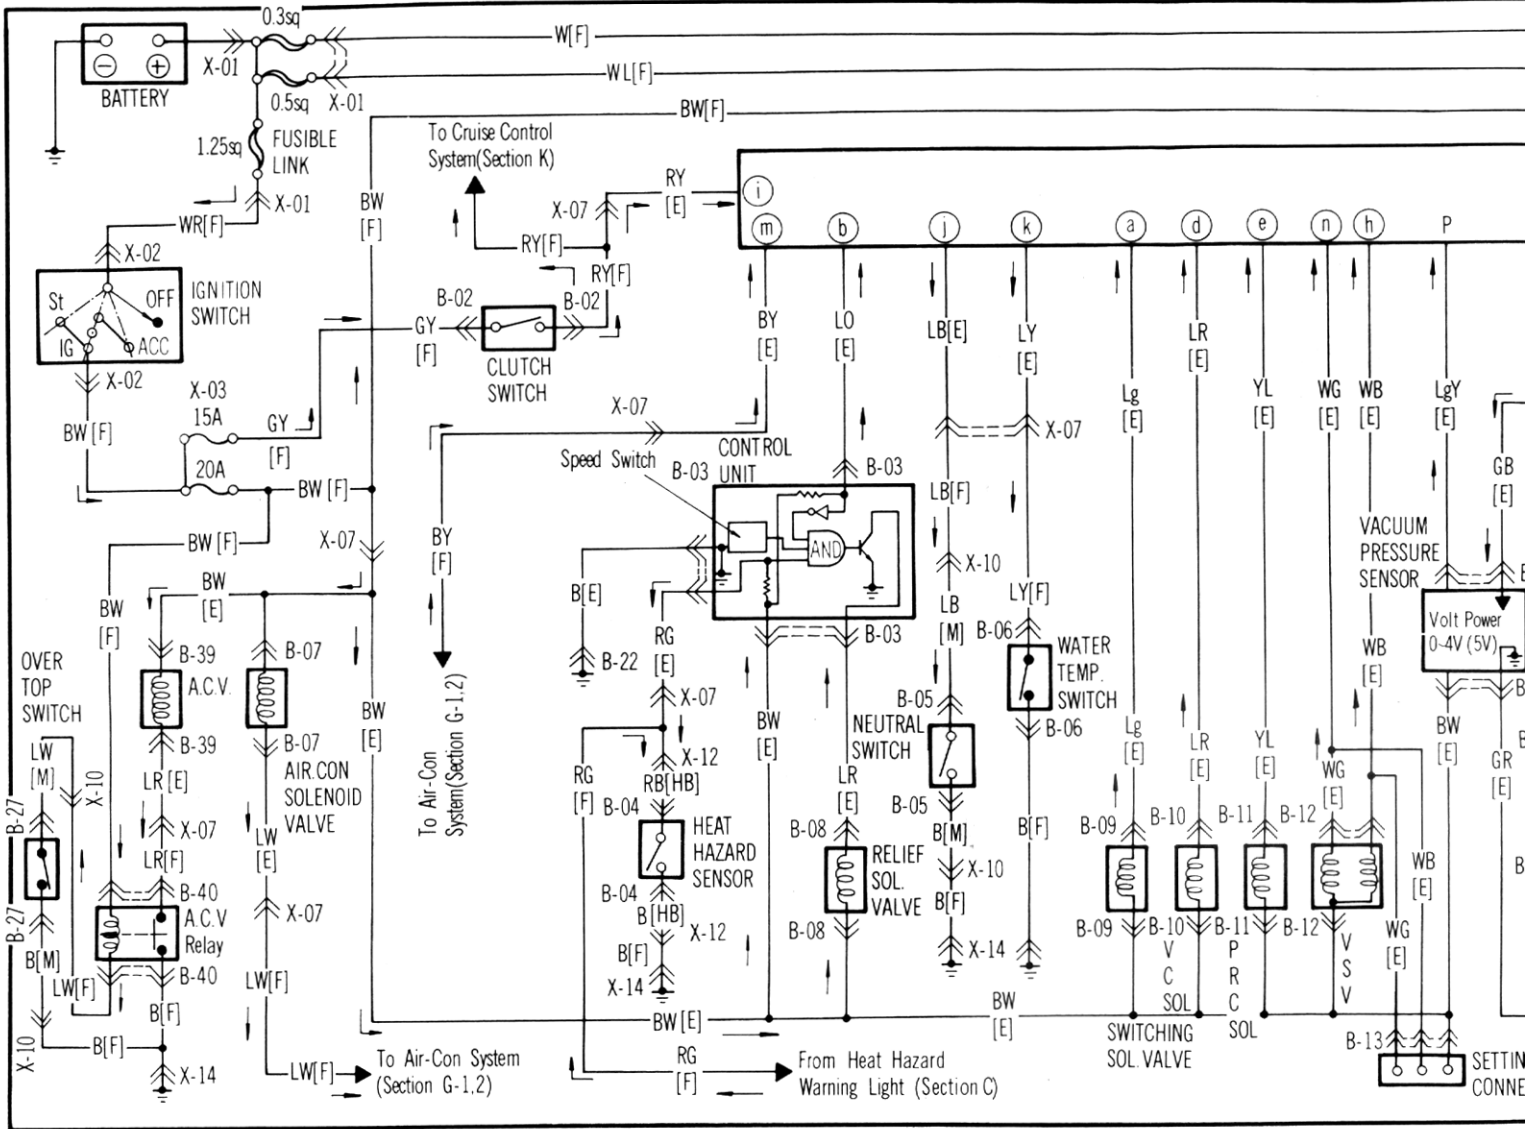 0.3sq
W[F]
X-01
WL[F]
BATTERY
0.5sq
X-01
BW[F]
1.25sq
FUSIBLE
LINK
To Cruise Control
System(Section K)
X-01
BW
[F]
RY
[E]
i
X-07
WR[F]
RY[F]
m
b
j
k
a
d
e
n
h
P
X-02
RY[F]
IGNITION
SWITCH
St
OFF
IG
ACC
B-02
B-02
GY
[F]
CLUTCH
SWITCH
BY
[E]
LO
[E]
LB[E]
LY
[E]
LR
[E]
X-02
X-03
15A
GY
[F]
BW[F]
20A
BW[F]
X-07
Lg
[E]
YL
[E]
WG
[E]
WB
[E]
LgY
[E]
X-07
Speed Switch
B-03
CONTROL
UNIT
B-03
GB
[E]
LB[F]
BW[F]
X-07
BY
[F]
AND
X-10
VACUUM
PRESSURE
SENSOR
BW
[E]
BW
[F]
B[E]
RG
[E]
B-03
LB
[M]
LY[F]
B-06
WATER
TEMP.
SWITCH
Volt Power
0-4V (5V)
WB
[E]
OVER
TOP
SWITCH
B-39
A.C.V.
B-07
B-22
X-07
B-05
B-06
B
BW
[E]
BW
[E]
NEUTRAL
SWITCH
Lg
[E]
LR
[E]
YL
[E]
WG
[E]
BW
[E]
GR
[E]
B
LW
[M]
B-39
B-07
LR[E]
AIR.CON
SOLENOID
VALVE
X-10
To Air-Con
System(Section G-1,2)
RG
[F]
X-12
RB[HB]
B-04
LR
[E]
B-05
B[M]
B[F]
B-27
X-07
LR[F]
LW
[E]
HEAT
HAZARD
SENSOR
B-08
RELIEF
SOL.
VALVE
B-09
B-10
B-11
B-12
X-10
B[F]
WB
[E]
B
B-40
A.C.V
Relay
X-07
B-04
B[HB]
X-12
B[F]
B-08
X-14
B-09
B-10
B-11
B-12
WG
[E]
B-27
B[M]
B-40
LW[F]
B[F]
LW[F]
X-14
V
C
SOL
P
R
C
SOL
V
S
V
BW[E]
BW
[E]
SWITCHING
SOL.VALVE
B-13
X-10
B[F]
X-14
LW[F]
To Air-Con System
(Section G-1,2)
RG
[F]
From Heat Hazard
Warning Light (Section C)
SETTIN
CONNE